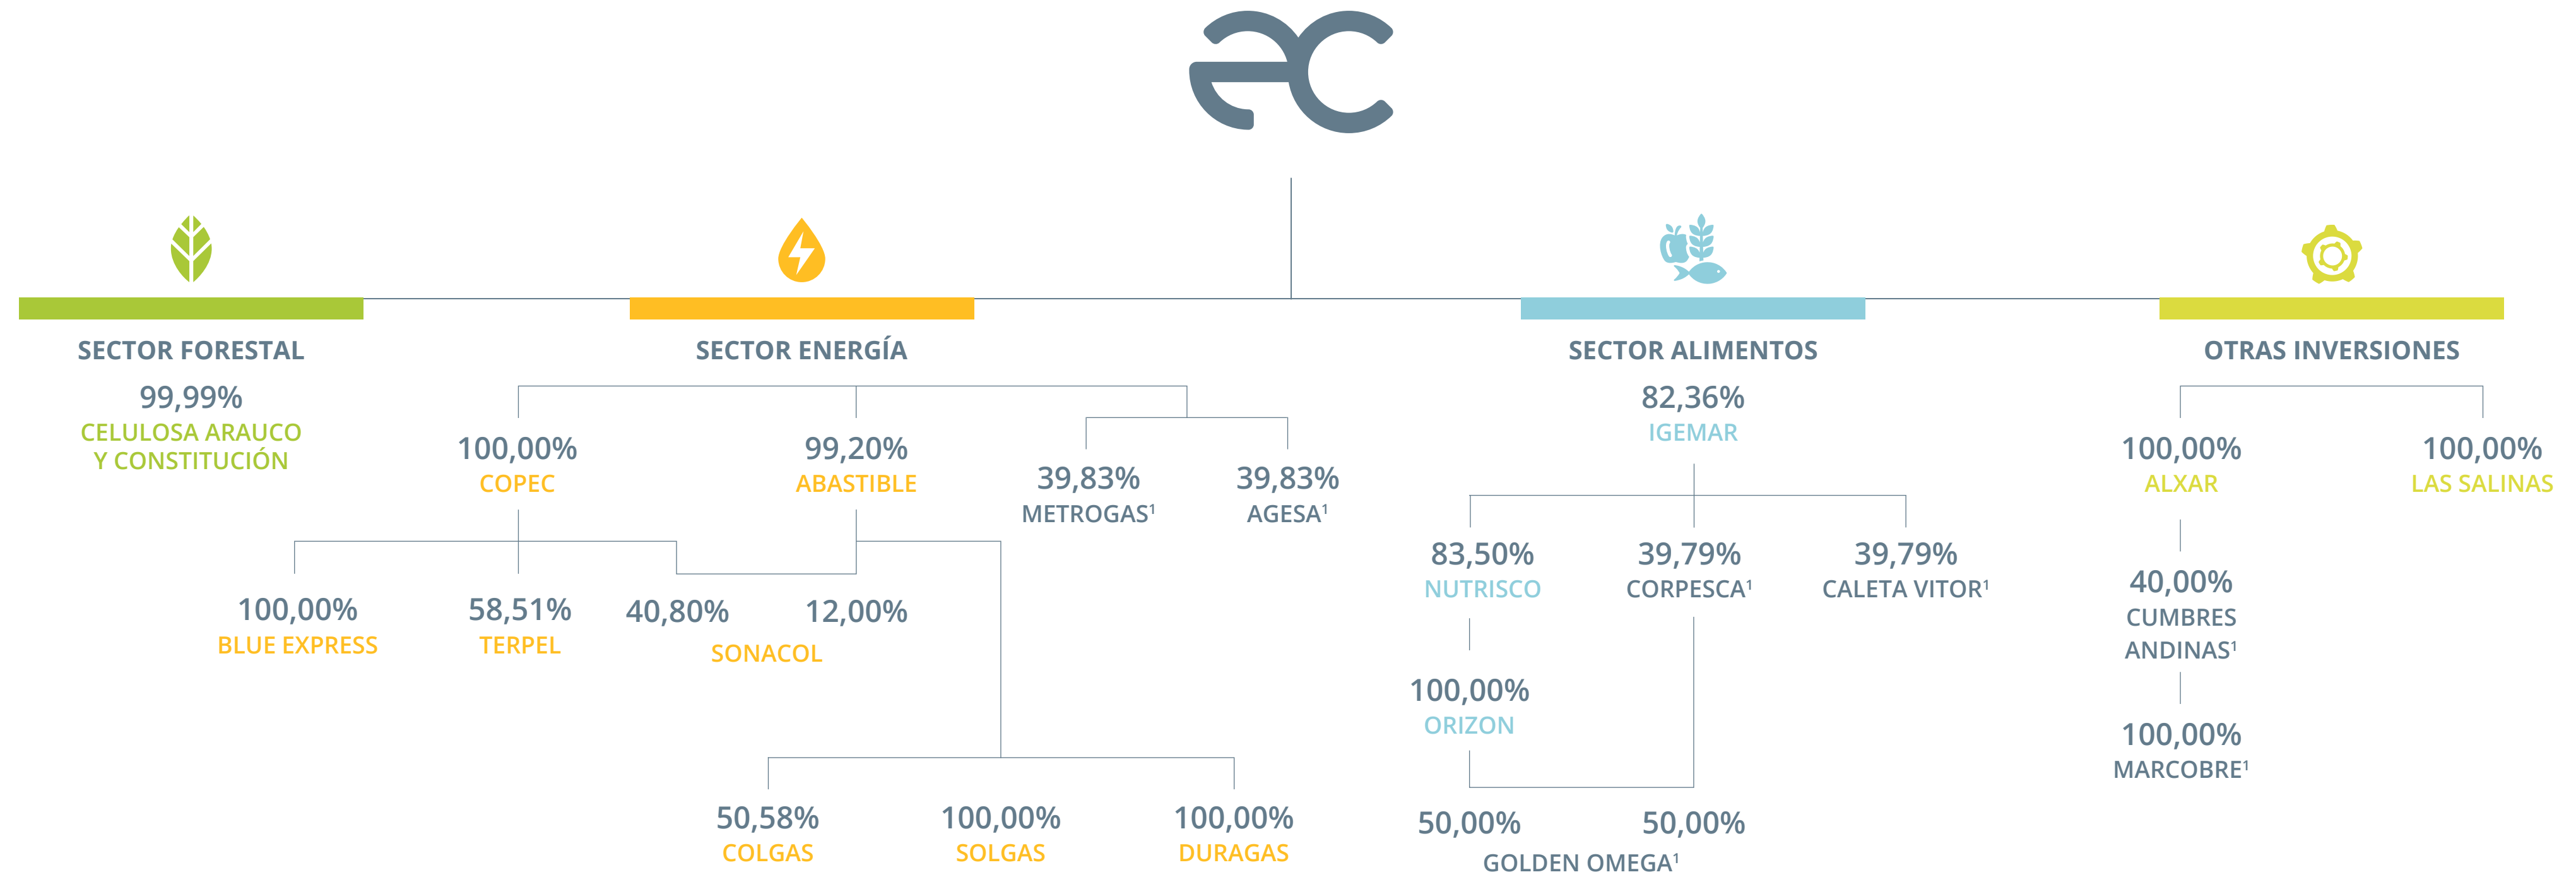 SECTOR FORESTAL
99,99%
CELULOSA ARAUCO
Y CONSTITUCIÓN
SECTOR ENERGÍA
100,00%
COPEC
99,20%
ABASTIBLE
39,83%
METROGAS¹
39,83%
AGESA¹
100,00%
BLUE EXPRESS
58,51%
TERPEL
40,80% 12,00%
SONACOL
50,58%
COLGAS
100,00%
SOLGAS
100,00%
DURAGAS
SECTOR ALIMENTOS
82,36%
IGEMAR
83,50%
NUTRISCO
39,79%
CORPESCA¹
39,79%
CALETA VITOR¹
100,00%
ORIZON
50,00% 50,00%
GOLDEN OMEGA¹
OTRAS INVERSIONES
100,00%
ALXAR
100,00%
LAS SALINAS
40,00%
CUMBRES
ANDINAS¹
100,00%
MARCOBRE¹